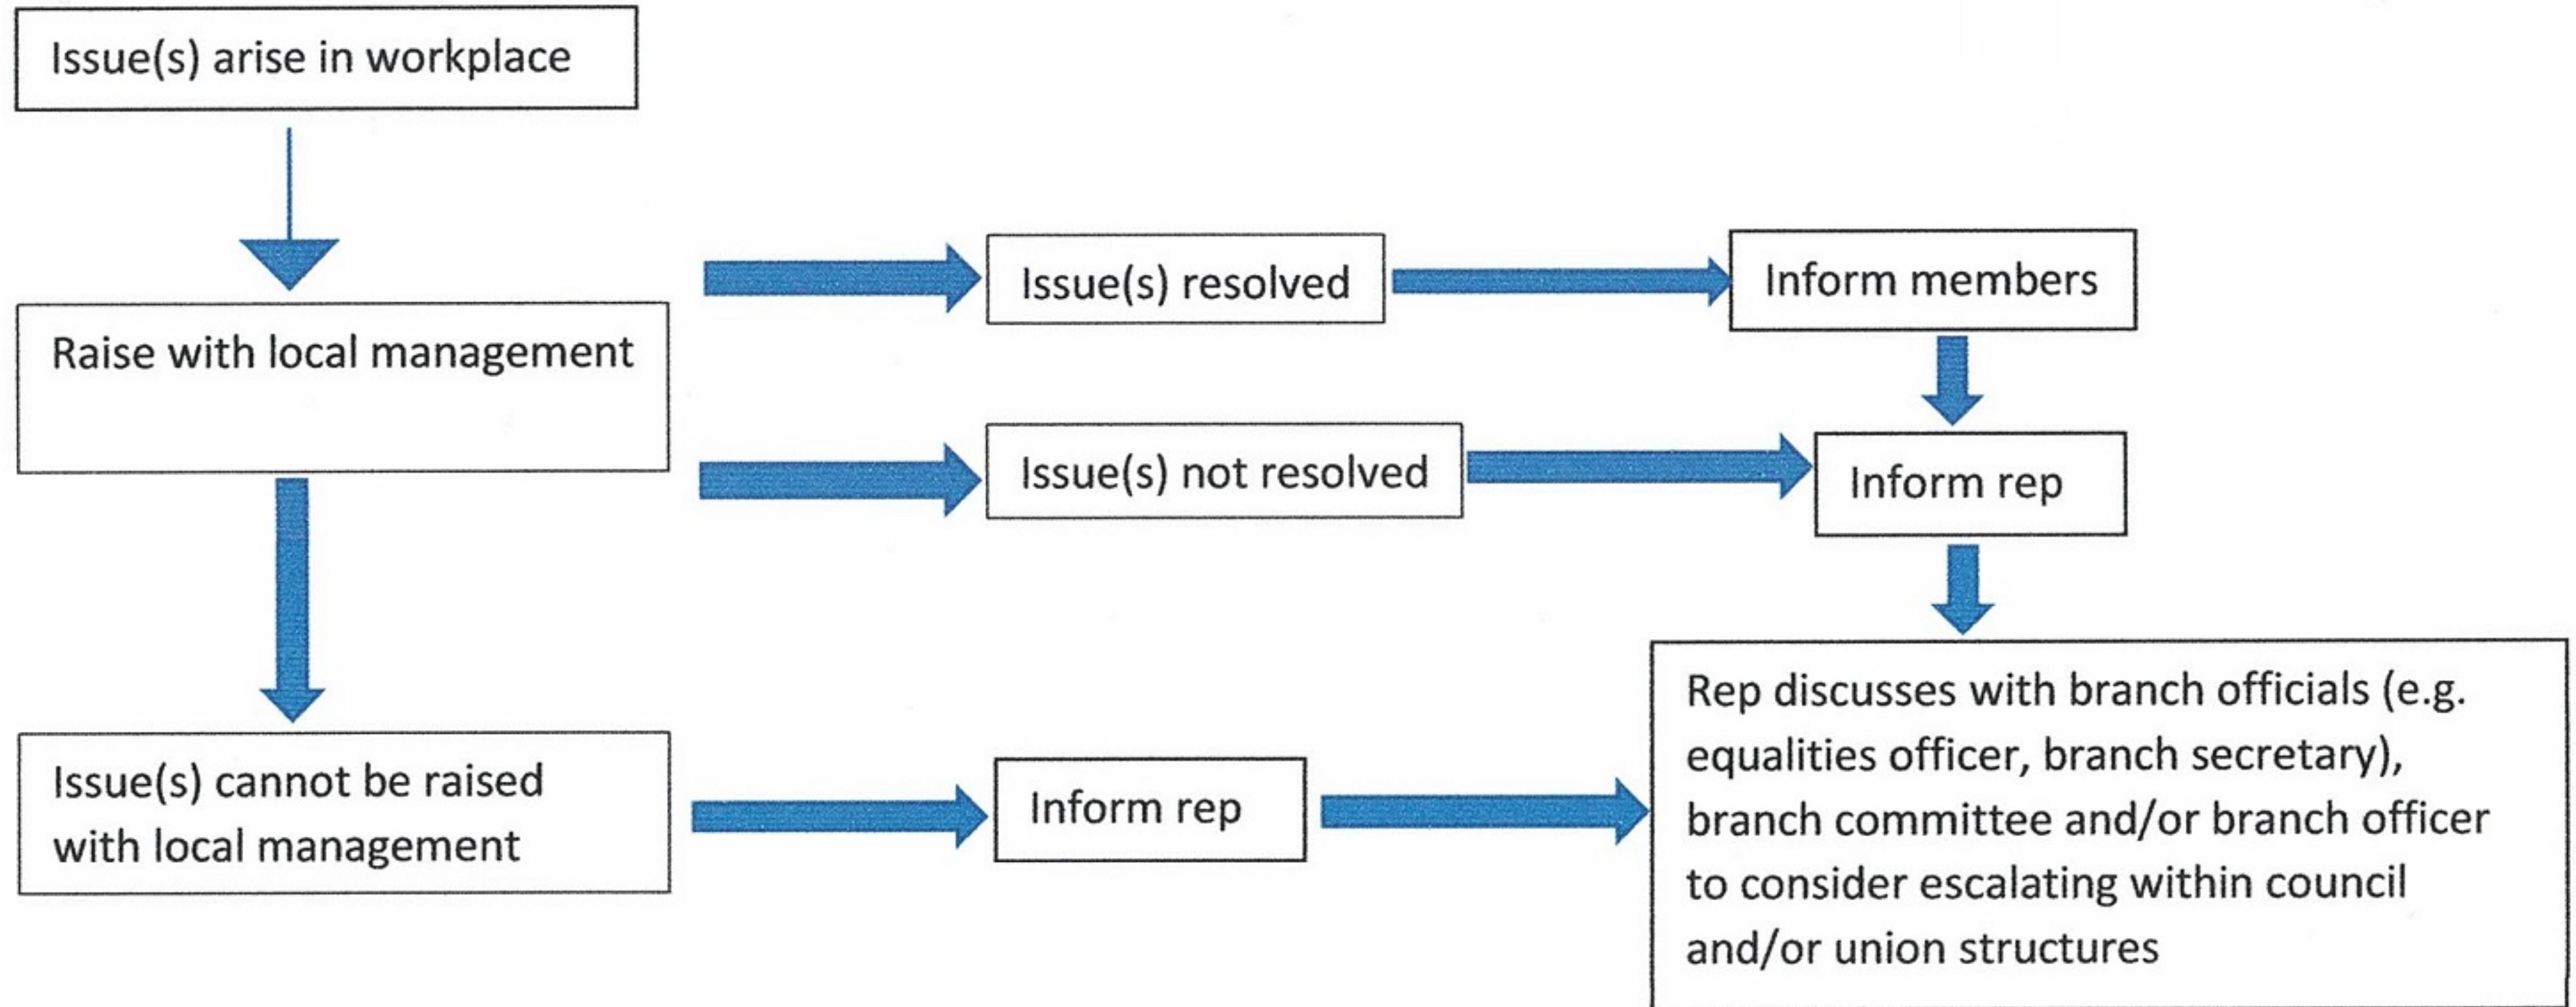 Issue(s) arise in workplace
Raise with local management
Issue(s) resolved
Inform members
Issue(s) not resolved
Inform rep
Issue(s) cannot be raised
with local management
Inform rep
Rep discusses with branch officials (e.g.
equalities officer, branch secretary),
branch committee and/or branch officer
to consider escalating within council
and/or union structures